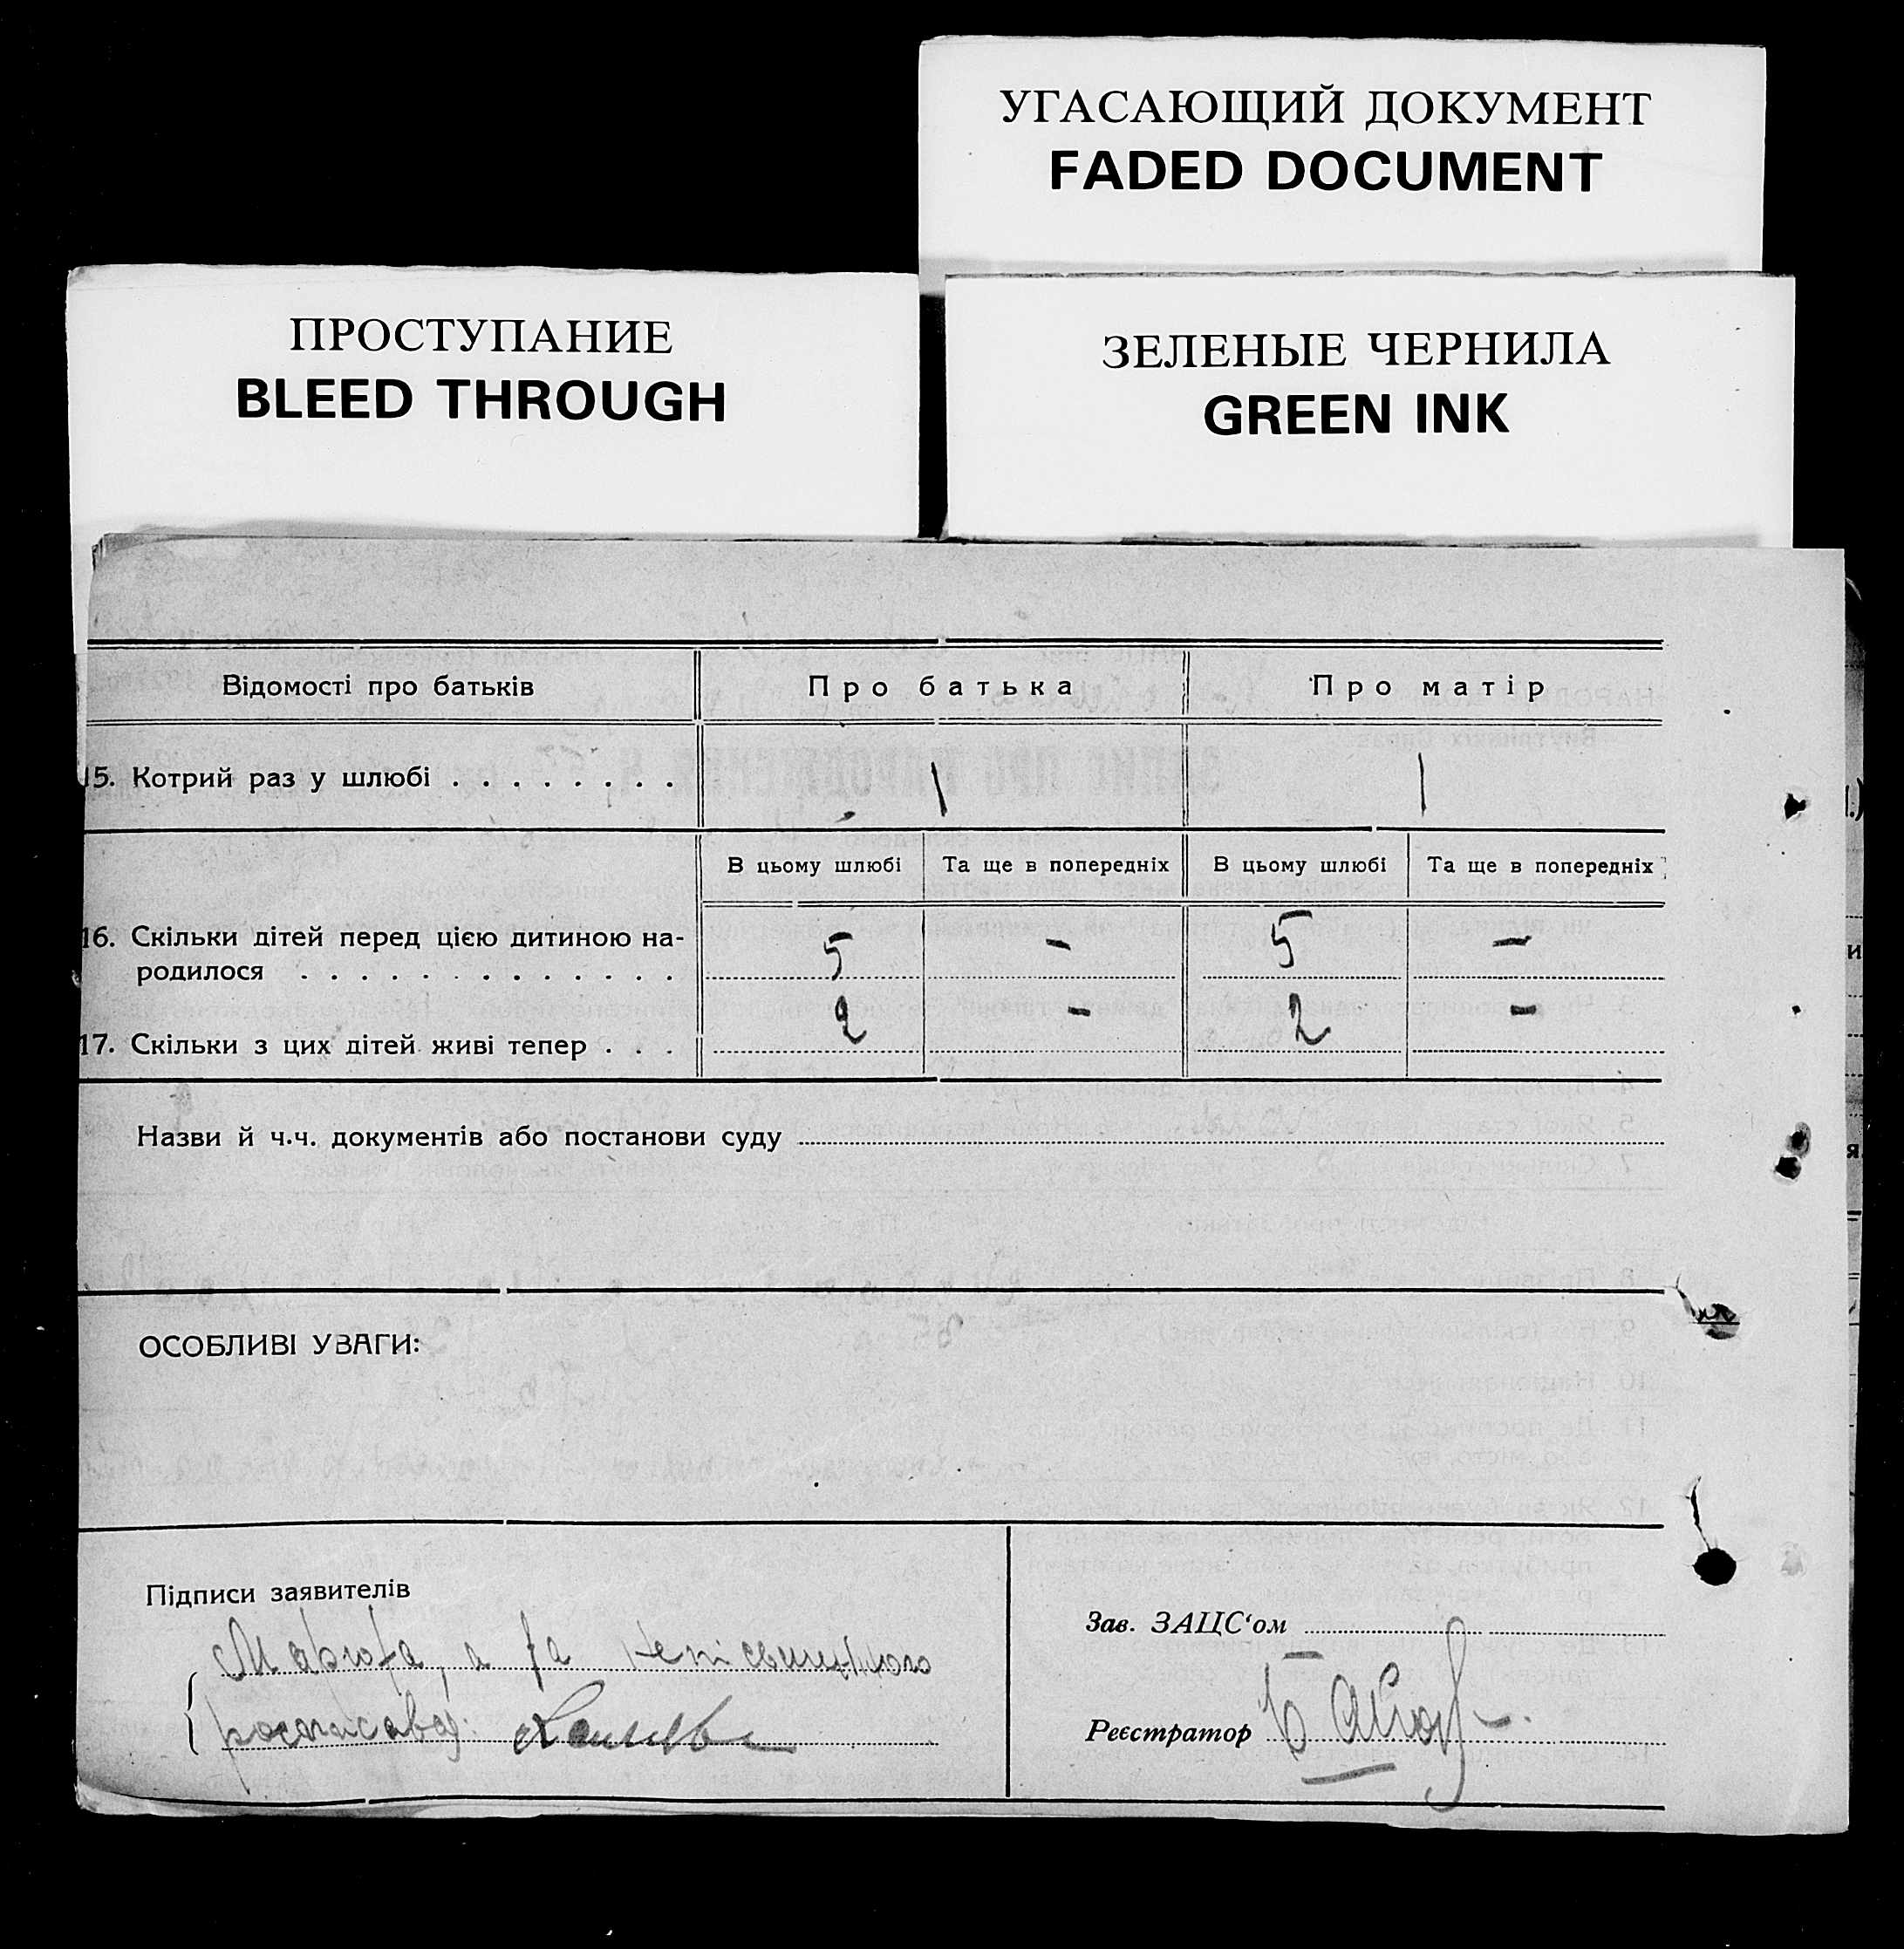 УГАСАЮЩИЙ ДОКУМЕНТ
FADED DOCUMENT
ПРОСТУПАНИЕ
BLEED THROUGH
ЗЕЛЕНЫЕ ЧЕРНИЛА
GREEN INK
Відомості про батьків Про батька Про матір
15. Котрий раз у шлюбі . . . . . . . . 1 1
В цьому шлюбі Та ще в попередніх В цьому шлюбі Та ще в попередніх
16. Скільки дітей перед цією дитиною на- 5 – 5 –
родилося . . . . . . . . . . . . .
17. Скільки з цих дітей живі тепер . . . 2 – 2 –
Назви й ч.ч. документів або постанови суду
ОСОБЛИВІ УВАГИ:
Підписи заявителів
а за
Зав. ЗАЦС‘ом
Реєстратор